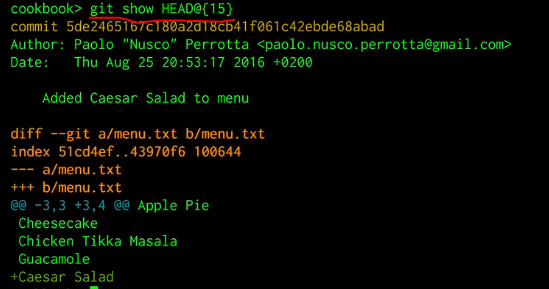 cookbook> git show HEAD@{15}
commit 5de2465167c180a2d18cb41f061c42ebde68abad
Author: Paolo "Nusco" Perrotta <paolo.nusco.perrotta@gmail.com>
Date:   Thu Aug 25 20:53:17 2016 +0200
    Added Caesar Salad to menu
diff --git a/menu.txt b/menu.txt
index 51cd4ef..43970f6 100644
--- a/menu.txt
+++ b/menu.txt
@@ -3,3 +3,4 @@ Apple Pie
 Cheesecake
 Chicken Tikka Masala
 Guacamole
+Caesar Salad